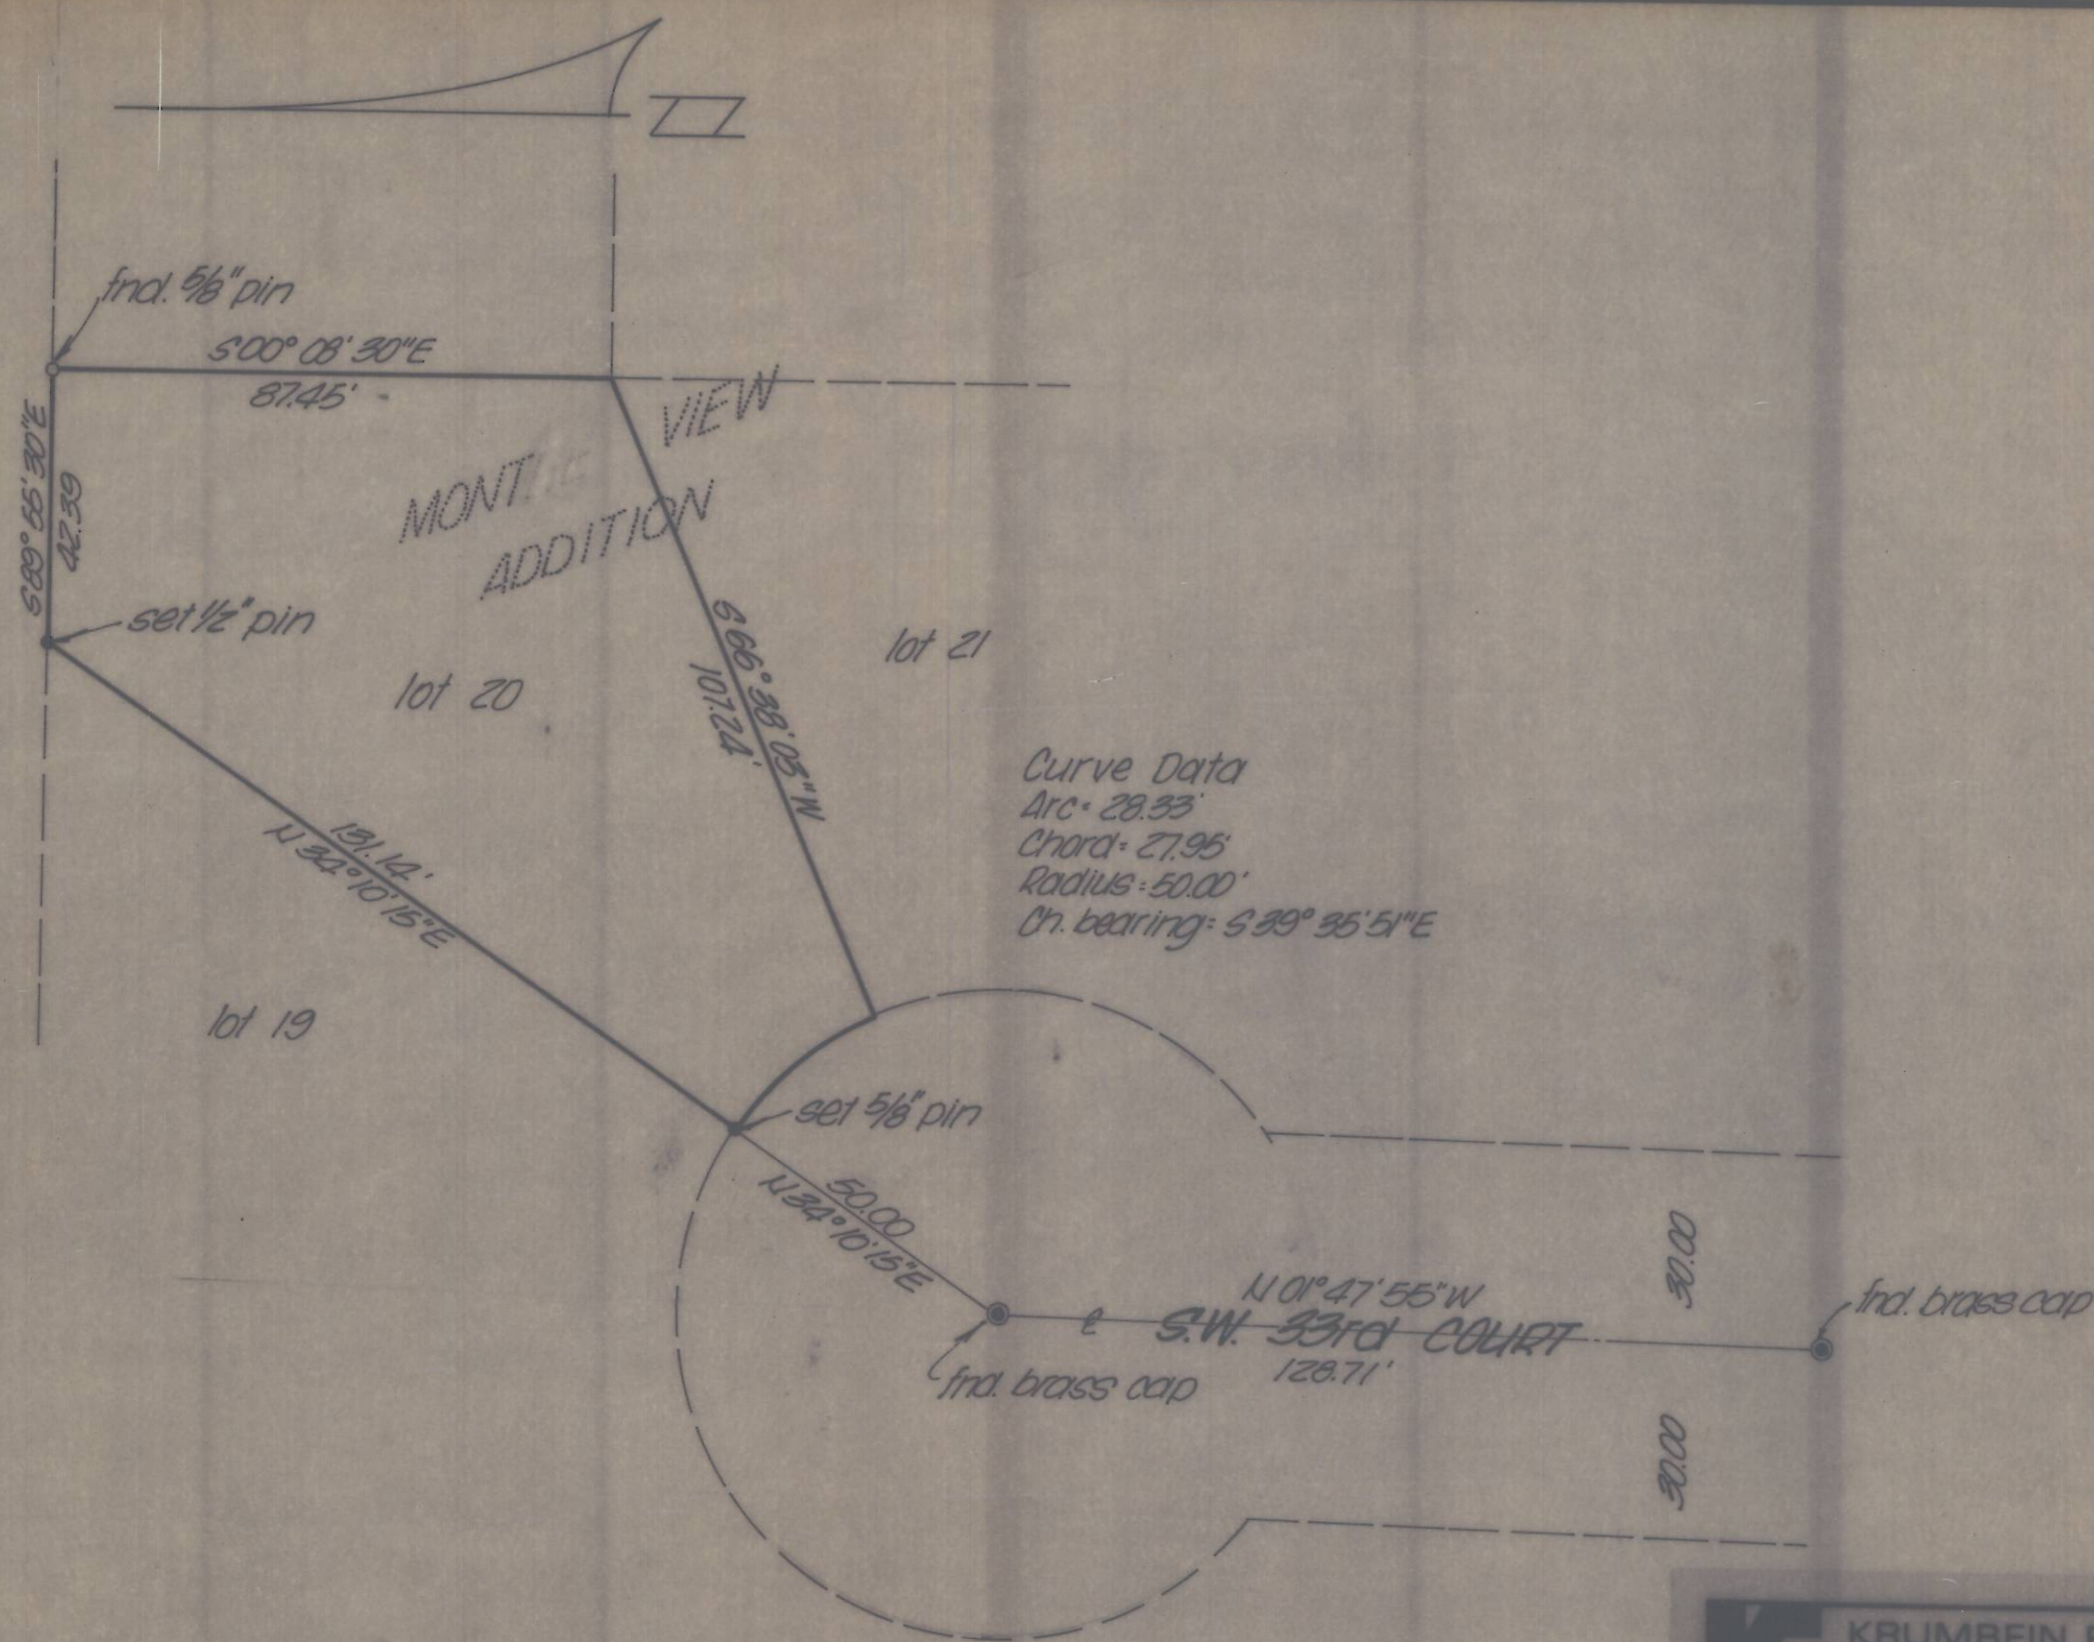 N
fnd. 5/8" pin
S00° 08' 30"E
87.45'
VIEW
MONT
ADDITION
42.39
set 1/2" pin
S 66° 38' 03" W
107.24'
lot 21
lot 20
Curve Data
Arc = 28.33'
Chord = 27.95'
Radius = 50.00'
Ch. bearing = S 39° 35' 51" E
131.14'
N 34° 10' 15" E
lot 19
set 5/8" pin
50.00
N 34° 10' 15" E
30.00
N 01° 47' 55" W
fnd. brass cap
S.W. 33rd COURT
128.71'
fnd. brass cap
30.00
KRUMBEIN